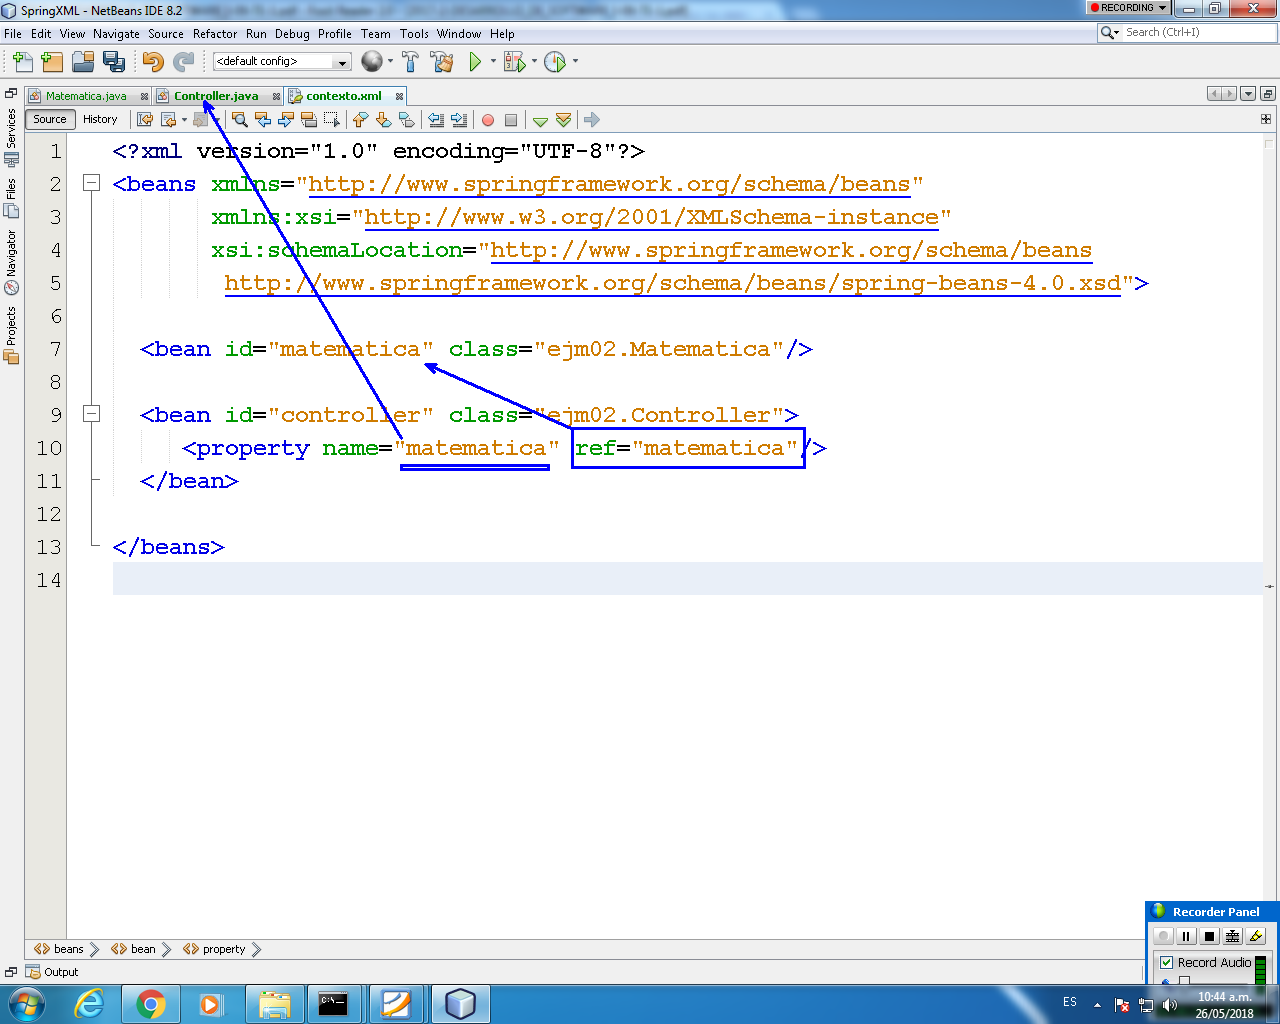 SpringXML - NetBeans IDE 8.2
RECORDING
File Edit View Navigate Source Refactor Run Debug Profile Team Tools Window Help
Search (Ctrl+I)
<default config>
Matematica.java
Controller.java
contexto.xml
Source History
Services
Files
Navigator
Projects
1 <?xml version="1.0" encoding="UTF-8"?>
2 <beans xmlns="http://www.springframework.org/schema/beans"
3 xmlns:xsi="http://www.w3.org/2001/XMLSchema-instance"
4 xsi:schemaLocation="http://www.springframework.org/schema/beans
5 http://www.springframework.org/schema/beans/spring-beans-4.0.xsd">
6
7 <bean id="matematica" class="ejm02.Matematica"/>
8
9 <bean id="controller" class="ejm02.Controller">
10 <property name="matematica" ref="matematica"/>
11 </bean>
12
13 </beans>
14
beans bean property
Output
Recorder Panel
Record Audio
C:\_
ES
10:44 a.m.
26/05/2018